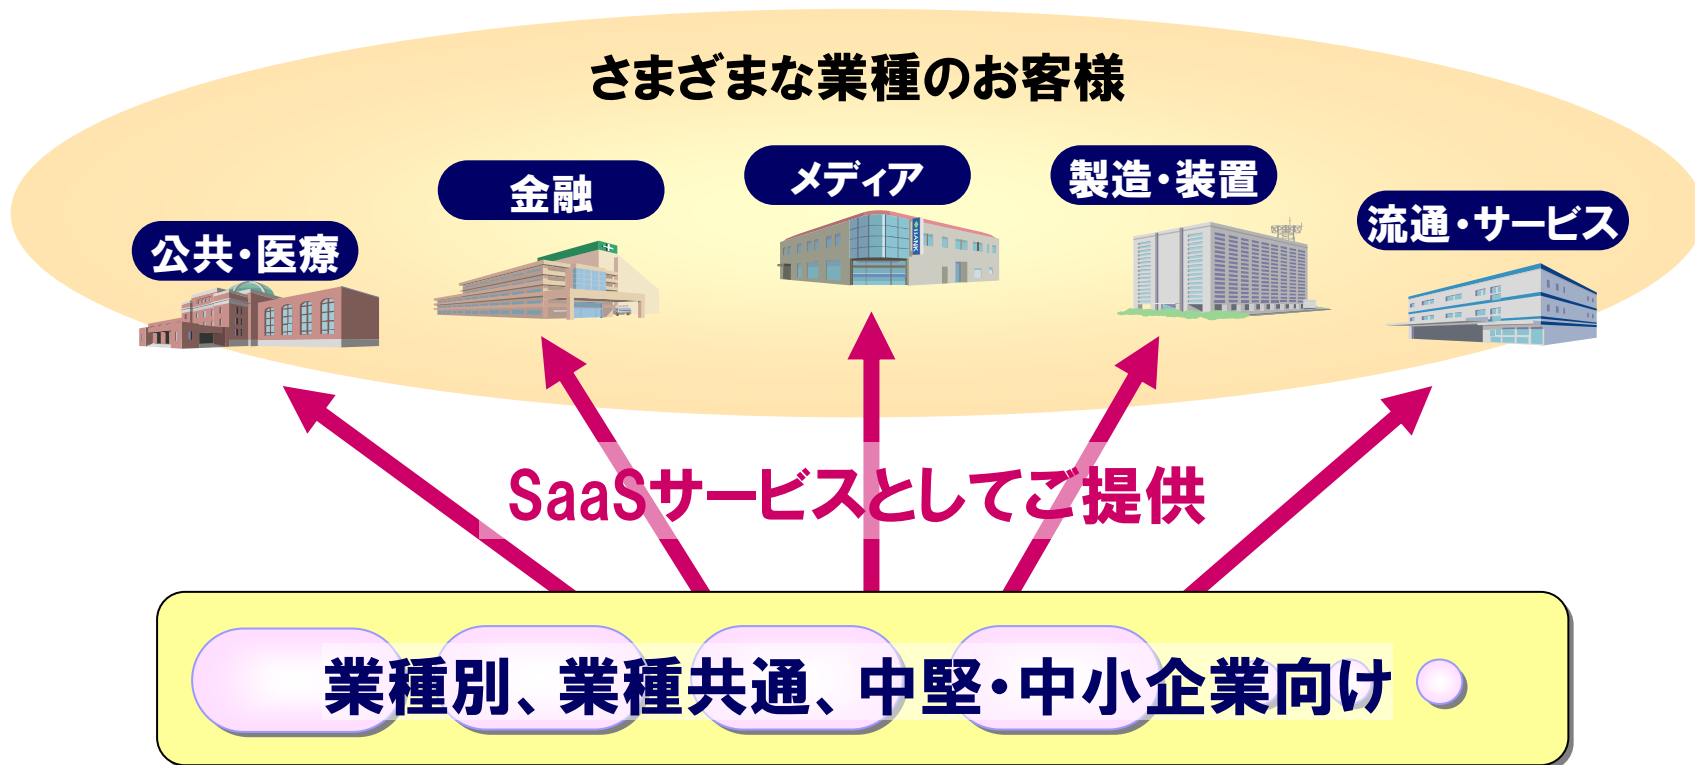 さまざまな業種のお客様
公共・医療
金融
メディア
製造・装置
流通・サービス
BANK
SaaSサービスとしてご提供
業種別、業種共通、中堅・中小企業向け